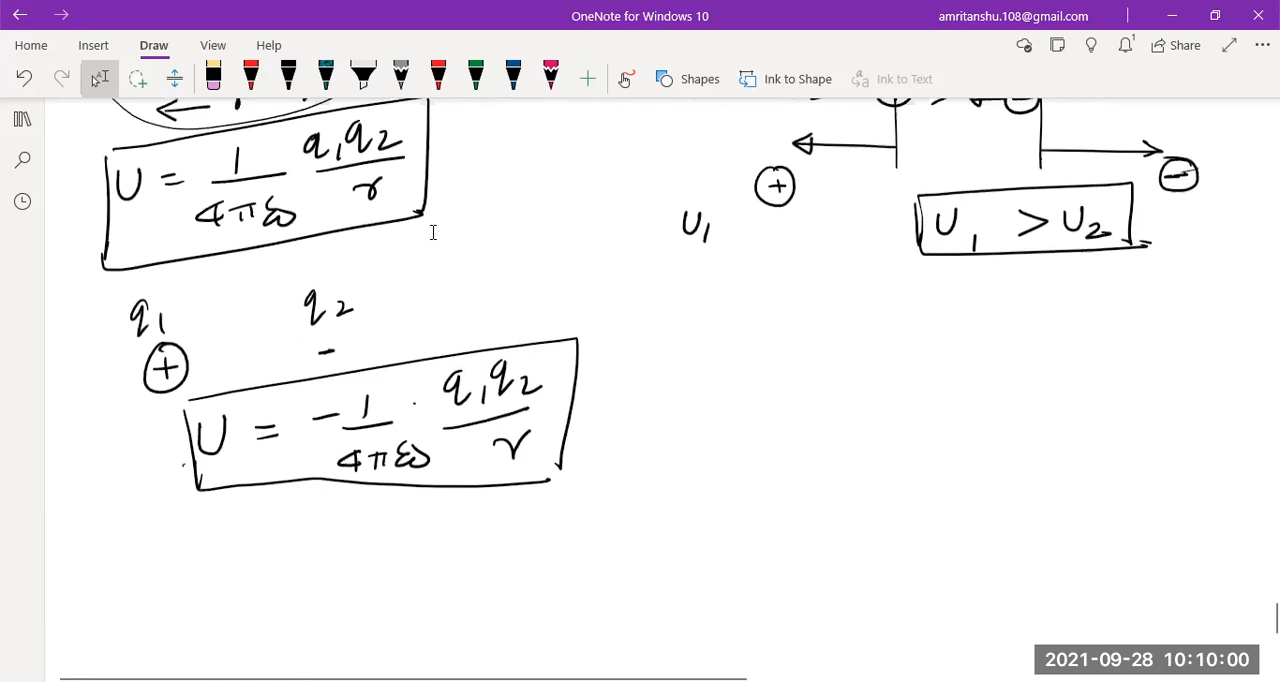 OneNote for Windows 10
amritanshu.108@gmail.com
Home Insert Draw View Help
Share
Shapes Ink to Shape Ink to Text
U = 1/4πε0 q1q2/r
+ −
U1
U1 > U2
q1 q2
+ −
U = − 1/4πε0 · q1q2/r
2021-09-28 10:10:00